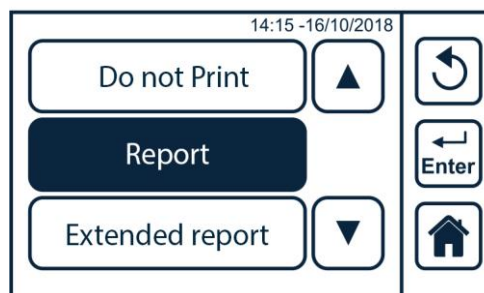 14:15 -16/10/2018
Do not Print
Report
Enter
Extended report